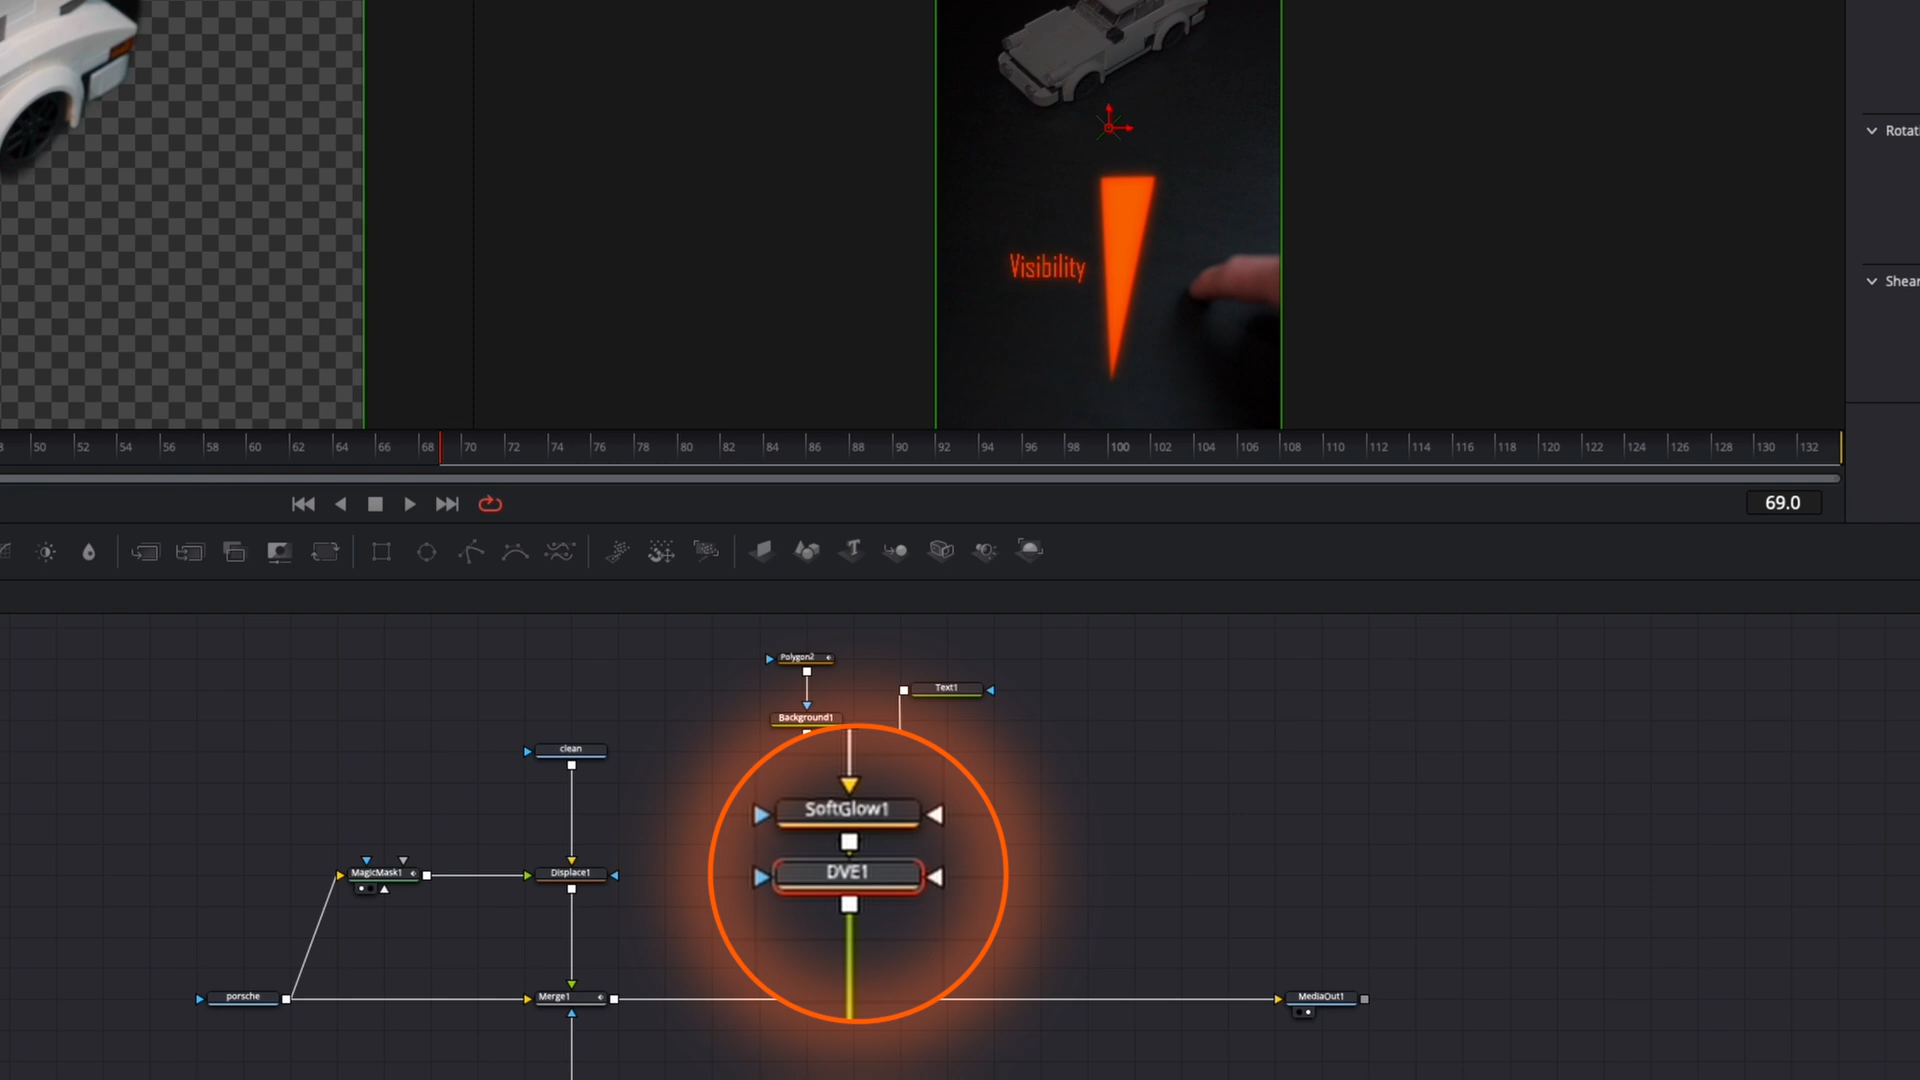 Rotati
Visibility
Shear
50 52 54 56 58 60 62 64 66 68 70 72 74 76 78 80 82 84 86 88 90 92 94 96 98 100 102 104 106 108 110 112 114 116 118 120 122 124 126 128 130 132
69.0
Polygon2
Text1
Background1
clean
SoftGlow1
MagicMask1
Displace1
DVE1
porsche
Merge1
MediaOut1